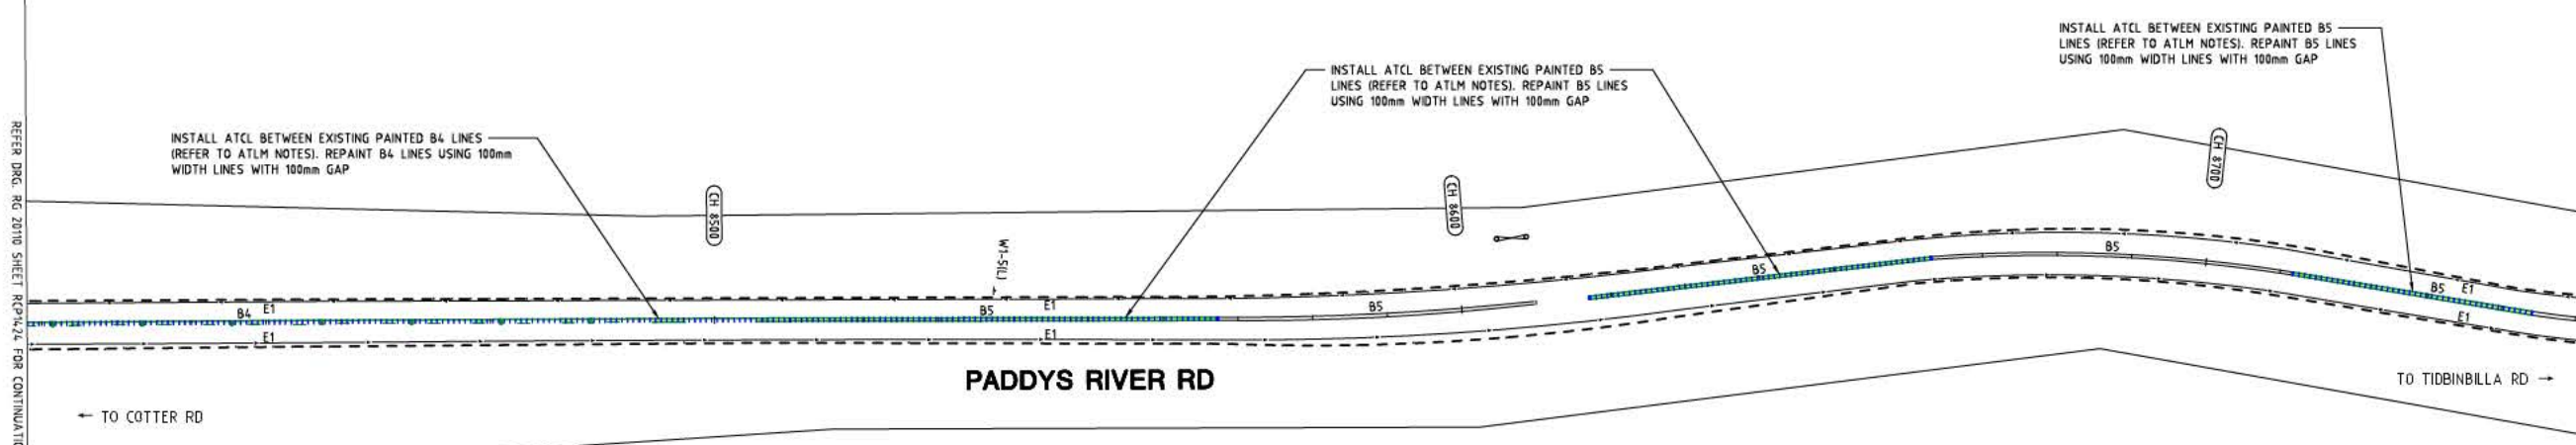 INSTALL ATCL BETWEEN EXISTING PAINTED B5
LINES (REFER TO ATLM NOTES). REPAINT B5 LINES
USING 100mm WIDTH LINES WITH 100mm GAP
INSTALL ATCL BETWEEN EXISTING PAINTED B5
LINES (REFER TO ATLM NOTES). REPAINT B5 LINES
USING 100mm WIDTH LINES WITH 100mm GAP
INSTALL ATCL BETWEEN EXISTING PAINTED B4 LINES
(REFER TO ATLM NOTES). REPAINT B4 LINES USING 100mm
WIDTH LINES WITH 100mm GAP
REFER DRG. RG 20110 SHEET RCP1424 FOR
CH 8500
CH 8600
CH 8700
W1-5(L)
B4
E1
E1
B5
E1
E1
B5
B5
B5
B5
E1
E1
PADDYS RIVER RD
← TO COTTER RD
TO TIDBINBILLA RD →